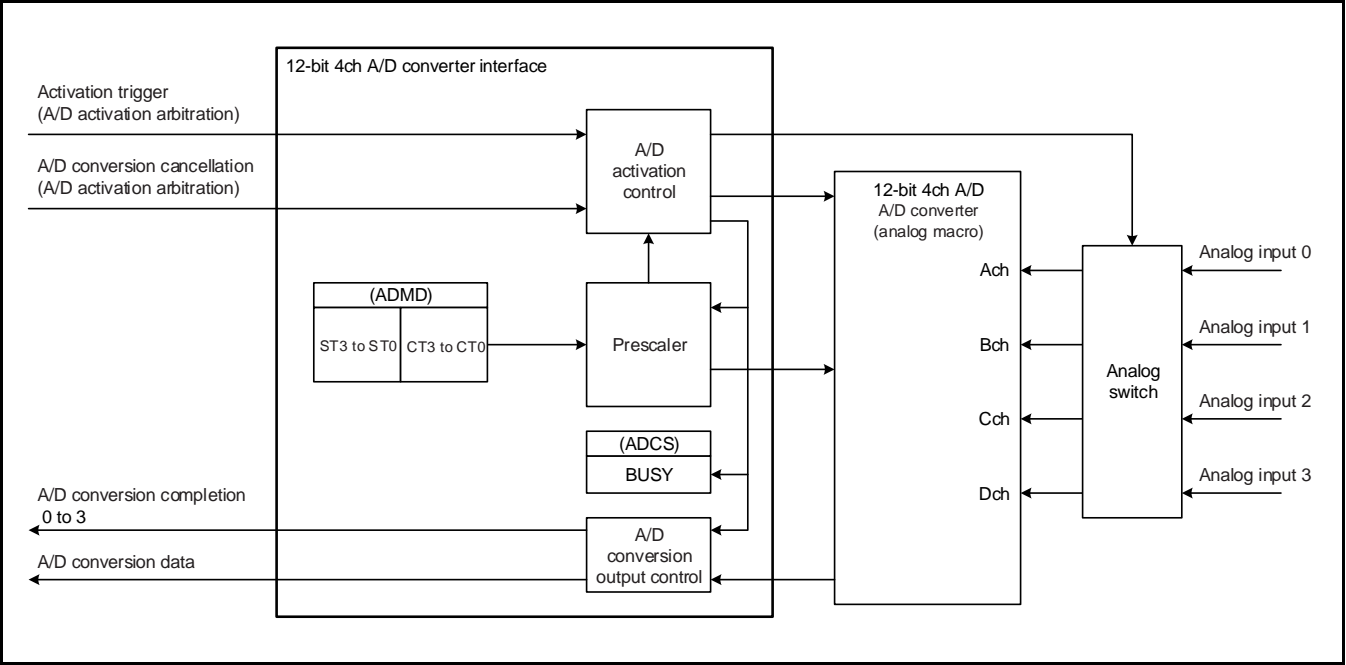 12-bit 4ch A/D converter interface
Activation trigger
(A/D activation arbitration)
A/D conversion cancellation
(A/D activation arbitration)
A/D
activation
control
12-bit 4ch A/D
A/D converter
(analog macro)
Ach
Bch
Cch
Dch
Analog
switch
Analog input 0
Analog input 1
Analog input 2
Analog input 3
(ADMD)
ST3 to ST0
CT3 to CT0
Prescaler
(ADCS)
BUSY
A/D conversion completion
0 to 3
A/D conversion data
A/D
conversion
output control